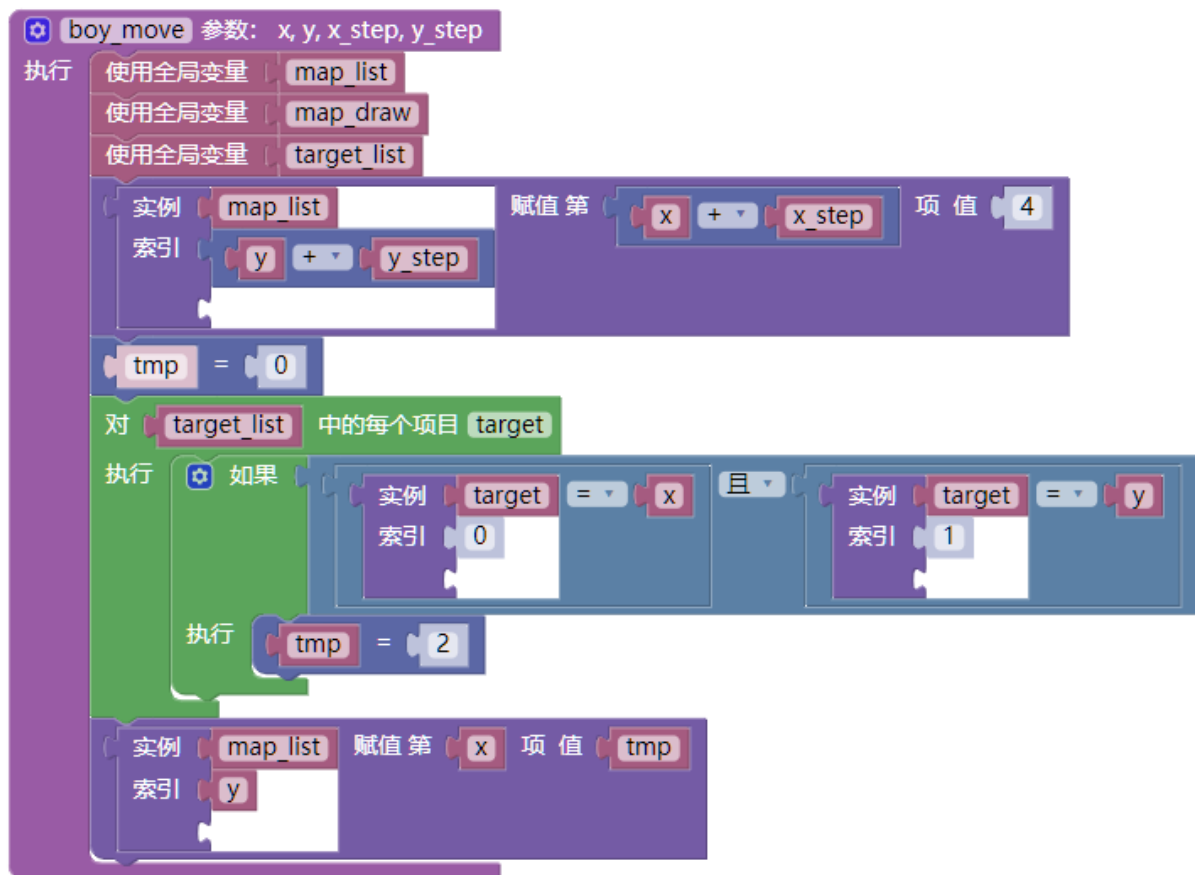 boy_move 参数: x, y, x_step, y_step
执行 使用全局变量 map_list
使用全局变量 map_draw
使用全局变量 target_list
实例 map_list 赋值 第 x + x_step 项 值 4
索引 y + y_step
tmp = 0
对 target_list 中的每个项目 target
执行 如果 实例 target = x 且 实例 target = y
索引 0 索引 1
执行 tmp = 2
实例 map_list 赋值 第 x 项 值 tmp
索引 y